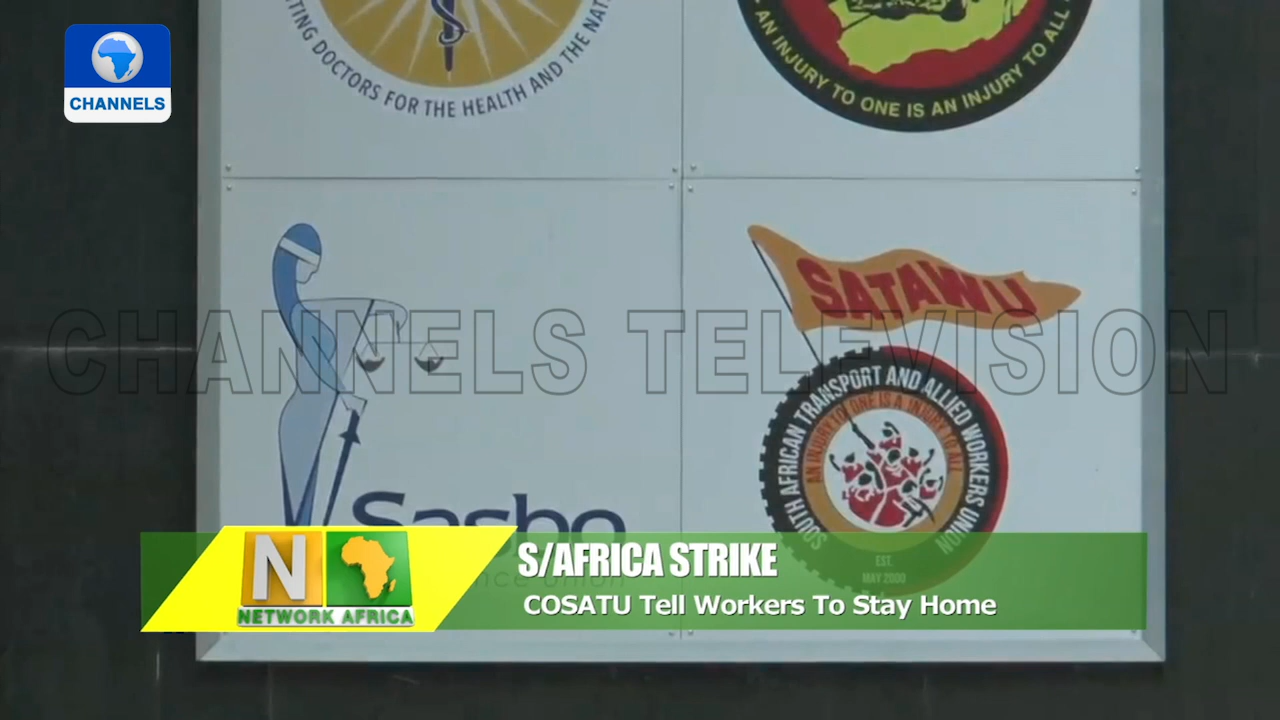 CHANNELS
TING DOCTORS FOR THE HEALTH AND THE NAT
AN INJURY TO ONE IS AN INJURY TO ALL
SATAWU
CHANNELS TELEVISION
SOUTH AFRICAN TRANSPORT AND ALLIED WORKERS UNION
AN INJURY TO ONE IS A INJURY TO ALL
EST.
MAY 2000
Sasbo
nce union
N
NETWORK AFRICA
S/AFRICA STRIKE
COSATU Tell Workers To Stay Home